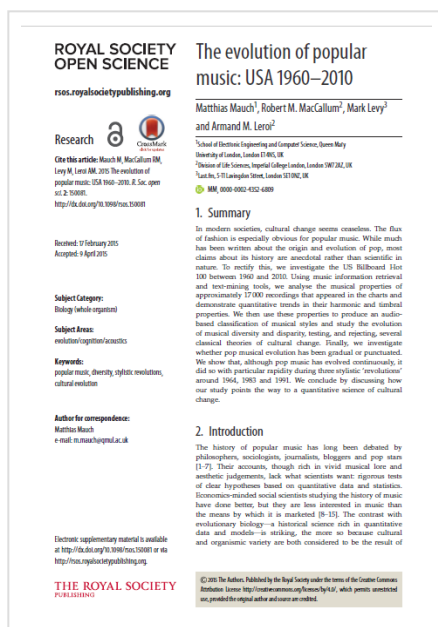 ROYAL SOCIETY
OPEN SCIENCE
rsos.royalsocietypublishing.org
Research
CrossMark
click for updates
Cite this article: Mauch M, MacCallum RM,
Levy M, Leroi AM. 2015 The evolution of
popular music: USA 1960–2010. R. Soc. open
sci. 2: 150081.
http://dx.doi.org/10.1098/rsos.150081
Received: 17 February 2015
Accepted: 9 April 2015
Subject Category:
Biology (whole organism)
Subject Areas:
evolution/cognition/acoustics
Keywords:
popular music, diversity, stylistic revolutions,
cultural evolution
Author for correspondence:
Matthias Mauch
e-mail: m.mauch@qmul.ac.uk
Electronic supplementary material is available
at http://dx.doi.org/10.1098/rsos.150081 or via
http://rsos.royalsocietypublishing.org.
THE ROYAL SOCIETY
PUBLISHING
The evolution of popular
music: USA 1960–2010
Matthias Mauch1, Robert M. MacCallum2, Mark Levy3
and Armand M. Leroi2
1School of Electronic Engineering and Computer Science, Queen Mary
University of London, London E1 4NS, UK
2Division of Life Sciences, Imperial College London, London SW7 2AZ, UK
3Last.fm, 5-11 Lavingdon Street, London SE1 0NZ, UK
MM, 0000-0002-4352-6809
1. Summary
In modern societies, cultural change seems ceaseless. The flux
of fashion is especially obvious for popular music. While much
has been written about the origin and evolution of pop, most
claims about its history are anecdotal rather than scientific in
nature. To rectify this, we investigate the US Billboard Hot
100 between 1960 and 2010. Using music information retrieval
and text-mining tools, we analyse the musical properties of
approximately 17 000 recordings that appeared in the charts and
demonstrate quantitative trends in their harmonic and timbral
properties. We then use these properties to produce an audio-
based classification of musical styles and study the evolution
of musical diversity and disparity, testing, and rejecting, several
classical theories of cultural change. Finally, we investigate
whether pop musical evolution has been gradual or punctuated.
We show that, although pop music has evolved continuously, it
did so with particular rapidity during three stylistic 'revolutions'
around 1964, 1983 and 1991. We conclude by discussing how
our study points the way to a quantitative science of cultural
change.
2. Introduction
The history of popular music has long been debated by
philosophers, sociologists, journalists, bloggers and pop stars
[1–7]. Their accounts, though rich in vivid musical lore and
aesthetic judgements, lack what scientists want: rigorous tests
of clear hypotheses based on quantitative data and statistics.
Economics-minded social scientists studying the history of music
have done better, but they are less interested in music than
the means by which it is marketed [8–15]. The contrast with
evolutionary biology—a historical science rich in quantitative
data and models—is striking, the more so because cultural
and organismic variety are both considered to be the result of
© 2015 The Authors. Published by the Royal Society under the terms of the Creative Commons
Attribution License http://creativecommons.org/licenses/by/4.0/, which permits unrestricted
use, provided the original author and source are credited.